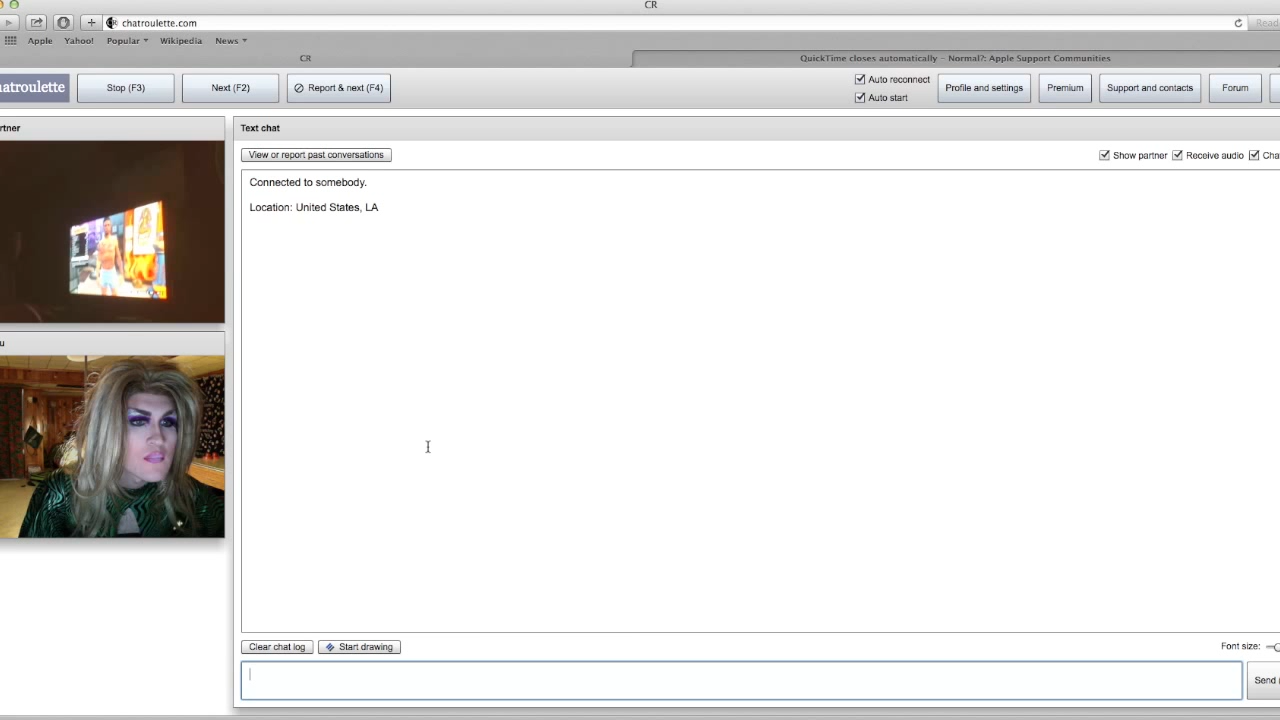 CR
chatroulette.com
Read
Apple Yahoo! Popular Wikipedia News
CR QuickTime closes automatically – Normal?: Apple Support Communities
atroulette Stop (F3) Next (F2) Report & next (F4) Auto reconnect Auto start Profile and settings Premium Support and contacts Forum
rtner
Text chat
View or report past conversations Show partner Receive audio Cha
Connected to somebody.
Location: United States, LA
u
Clear chat log Start drawing Font size:
Send